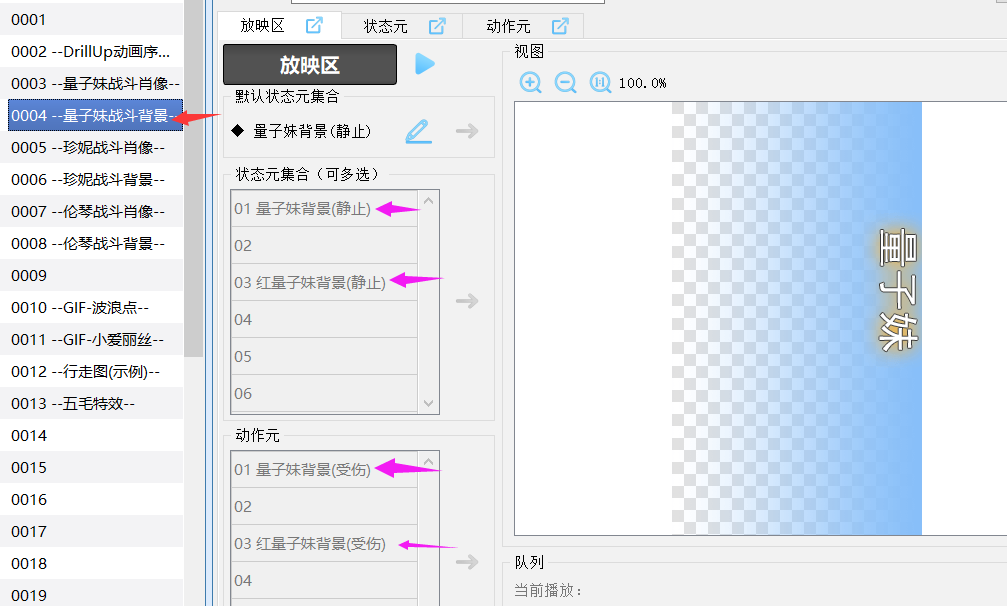 0001
0002 --DrillUp动画序...
0003 --量子妹战斗肖像--
0004 --量子妹战斗背景--
0005 --珍妮战斗肖像--
0006 --珍妮战斗背景--
0007 --伦琴战斗肖像--
0008 --伦琴战斗背景--
0009
0010 --GIF-波浪点--
0011 --GIF-小爱丽丝--
0012 --行走图(示例)--
0013 --五毛特效--
0014
0015
0016
0017
0018
0019
放映区
状态元
动作元
放映区
默认状态元集合
◆ 量子妹背景(静止)
状态元集合（可多选）
01 量子妹背景(静止)
02
03 红量子妹背景(静止)
04
05
06
动作元
01 量子妹背景(受伤)
02
03 红量子妹背景(受伤)
04
视图
100.0%
量子妹
队列
当前播放：